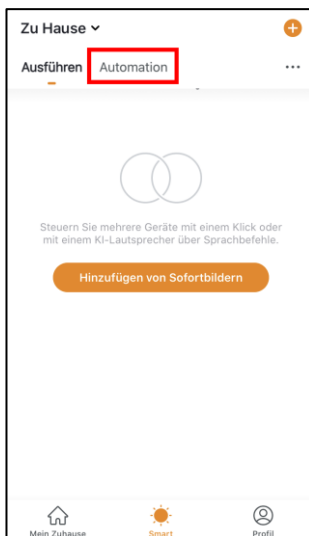 Zu Hause
Ausführen Automation
Steuern Sie mehrere Geräte mit einem Klick oder
mit einem KI-Lautsprecher über Sprachbefehle.
Hinzufügen von Sofortbildern
Mein Zuhause Smart Profil